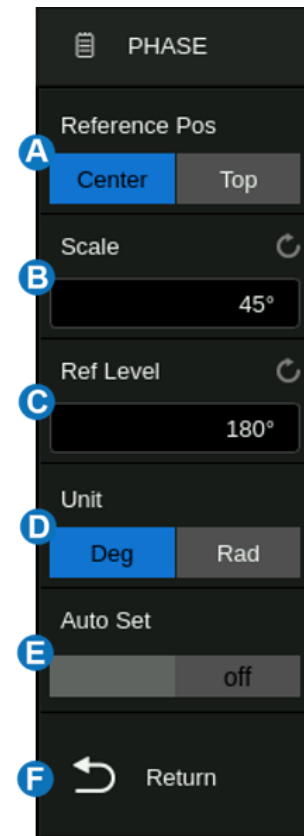 PHASE
Reference Pos
A
Center Top
Scale
B
45°
Ref Level
C
180°
Unit
D
Deg Rad
Auto Set
E
off
F Return